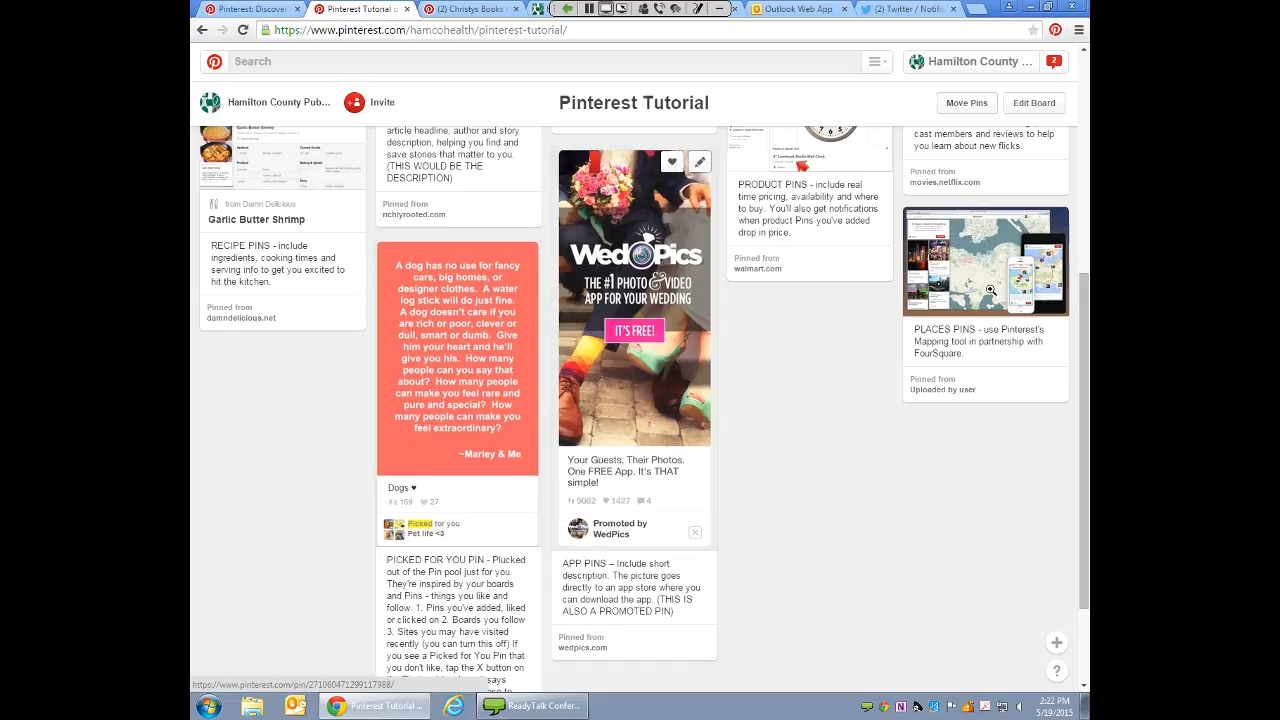 Pinterest: Discover
Pinterest Tutorial o
(2) Christys Books
Outlook Web App
Twitter / Notific
https://www.pinterest.com/hamcohealth/pinterest-tutorial/
Search
Hamilton County ...
2
Hamilton County Pub...
Invite
Pinterest Tutorial
Move Pins
Edit Board
Garlic Butter Shrimp
from Damn Delicious
Garlic Butter Shrimp
RECIPE PINS - include
ingredients, cooking times and
serving info to get you excited to
hit the kitchen.
Pinned from
damndelicious.net
article headline, author and story
description, helping you find and
save stories that matter to you.
(THIS WOULD BE THE
DESCRIPTION)
Pinned from
richlyrooted.com
A dog has no use for fancy
cars, big homes, or
designer clothes. A water
log stick will do just fine.
A dog doesn't care if you
are rich or poor, clever or
dull, smart or dumb. Give
him your heart and he'll
give you his. How many
people can you say that
about? How many people
can make you feel rare and
pure and special? How
many people can make you
feel extraordinary?
~Marley & Me
Dogs ♥
169 27
Picked for you
Pet life <3
PICKED FOR YOU PIN - Plucked
out of the Pin pool just for you.
They're inspired by your boards
and Pins - things you like and
follow. 1. Pins you've added, liked
or clicked on 2. Boards you follow
3. Sites you may have visited
recently (you can turn this off) If
you see a Picked for You Pin that
you don't like, tap the X button on
says
WedPics
THE #1 PHOTO & VIDEO
APP FOR YOUR WEDDING
IT'S FREE!
Your Guests. Their Photos.
One FREE App. It's THAT
simple!
9062 1427 4
Promoted by
WedPics
APP PINS – Include short
description. The picture goes
directly to an app store where you
can download the app. (THIS IS
ALSO A PROMOTED PIN)
Pinned from
wedpics.com
PRODUCT PINS - include real
time pricing, availability and where
to buy. You'll also get notifications
when product Pins you've added
drop in price.
Pinned from
walmart.com
cast members and reviews to help
you learn about new flicks.
Pinned from
movies.netflix.com
PLACES PINS - use Pinterest's
Mapping tool in partnership with
FourSquare.
Pinned from
Uploaded by user
?
https://www.pinterest.com/pin/271060471299117988/
Pinterest Tutorial ...
ReadyTalk Confer...
2:22 PM
5/19/2015